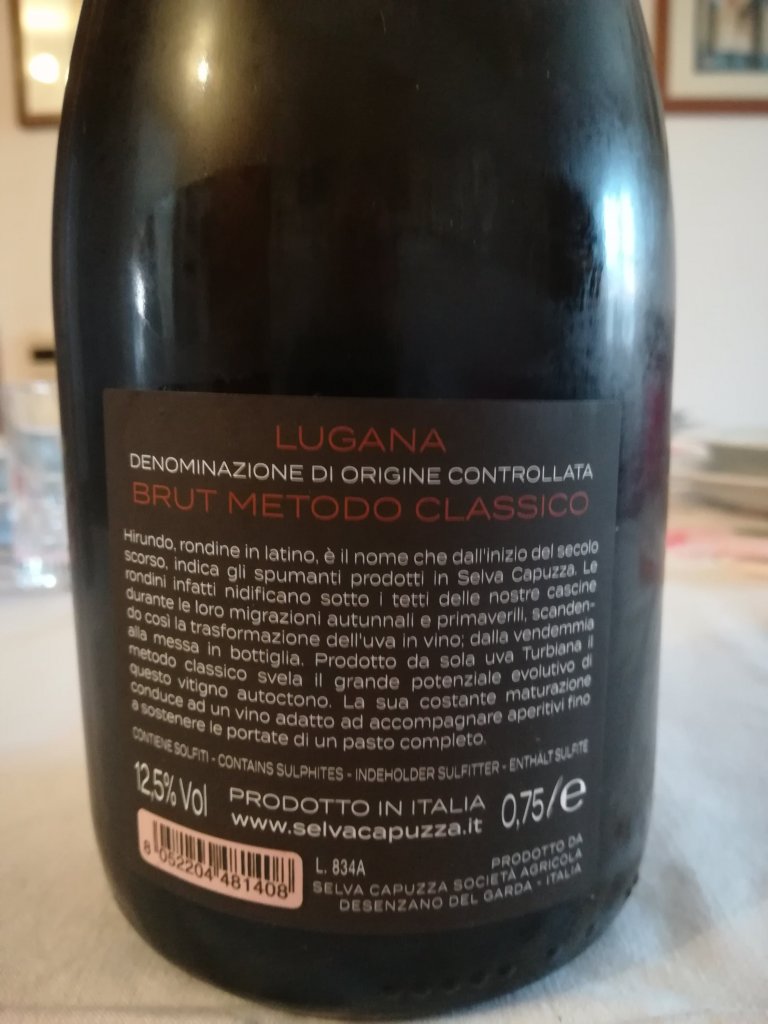 LUGANA
DENOMINAZIONE DI ORIGINE CONTROLLATA
BRUT METODO CLASSICO
Hirundo, rondine in latino, è il nome che dall'inizio del secolo
scorso, indica gli spumanti prodotti in Selva Capuzza. Le
rondini infatti nidificano sotto i tetti delle nostre cascine
durante le loro migrazioni autunnali e primaverili, scanden-
do così la trasformazione dell'uva in vino; dalla vendemmia
alla messa in bottiglia. Prodotto da sola uva Turbiana il
metodo classico svela il grande potenziale evolutivo di
questo vitigno autoctono. La sua costante maturazione
conduce ad un vino adatto ad accompagnare aperitivi fino
a sostenere le portate di un pasto completo.
CONTIENE SOLFITI - CONTAINS SULPHITES - INDEHOLDER SULFITTER - ENTHÄLT SULFITE
12,5% Vol PRODOTTO IN ITALIA 0,75/e
www.selvacapuzza.it
8 052204 481408
L. 834A
PRODOTTO DA
SELVA CAPUZZA SOCIETÀ AGRICOLA
DESENZANO DEL GARDA - ITALIA